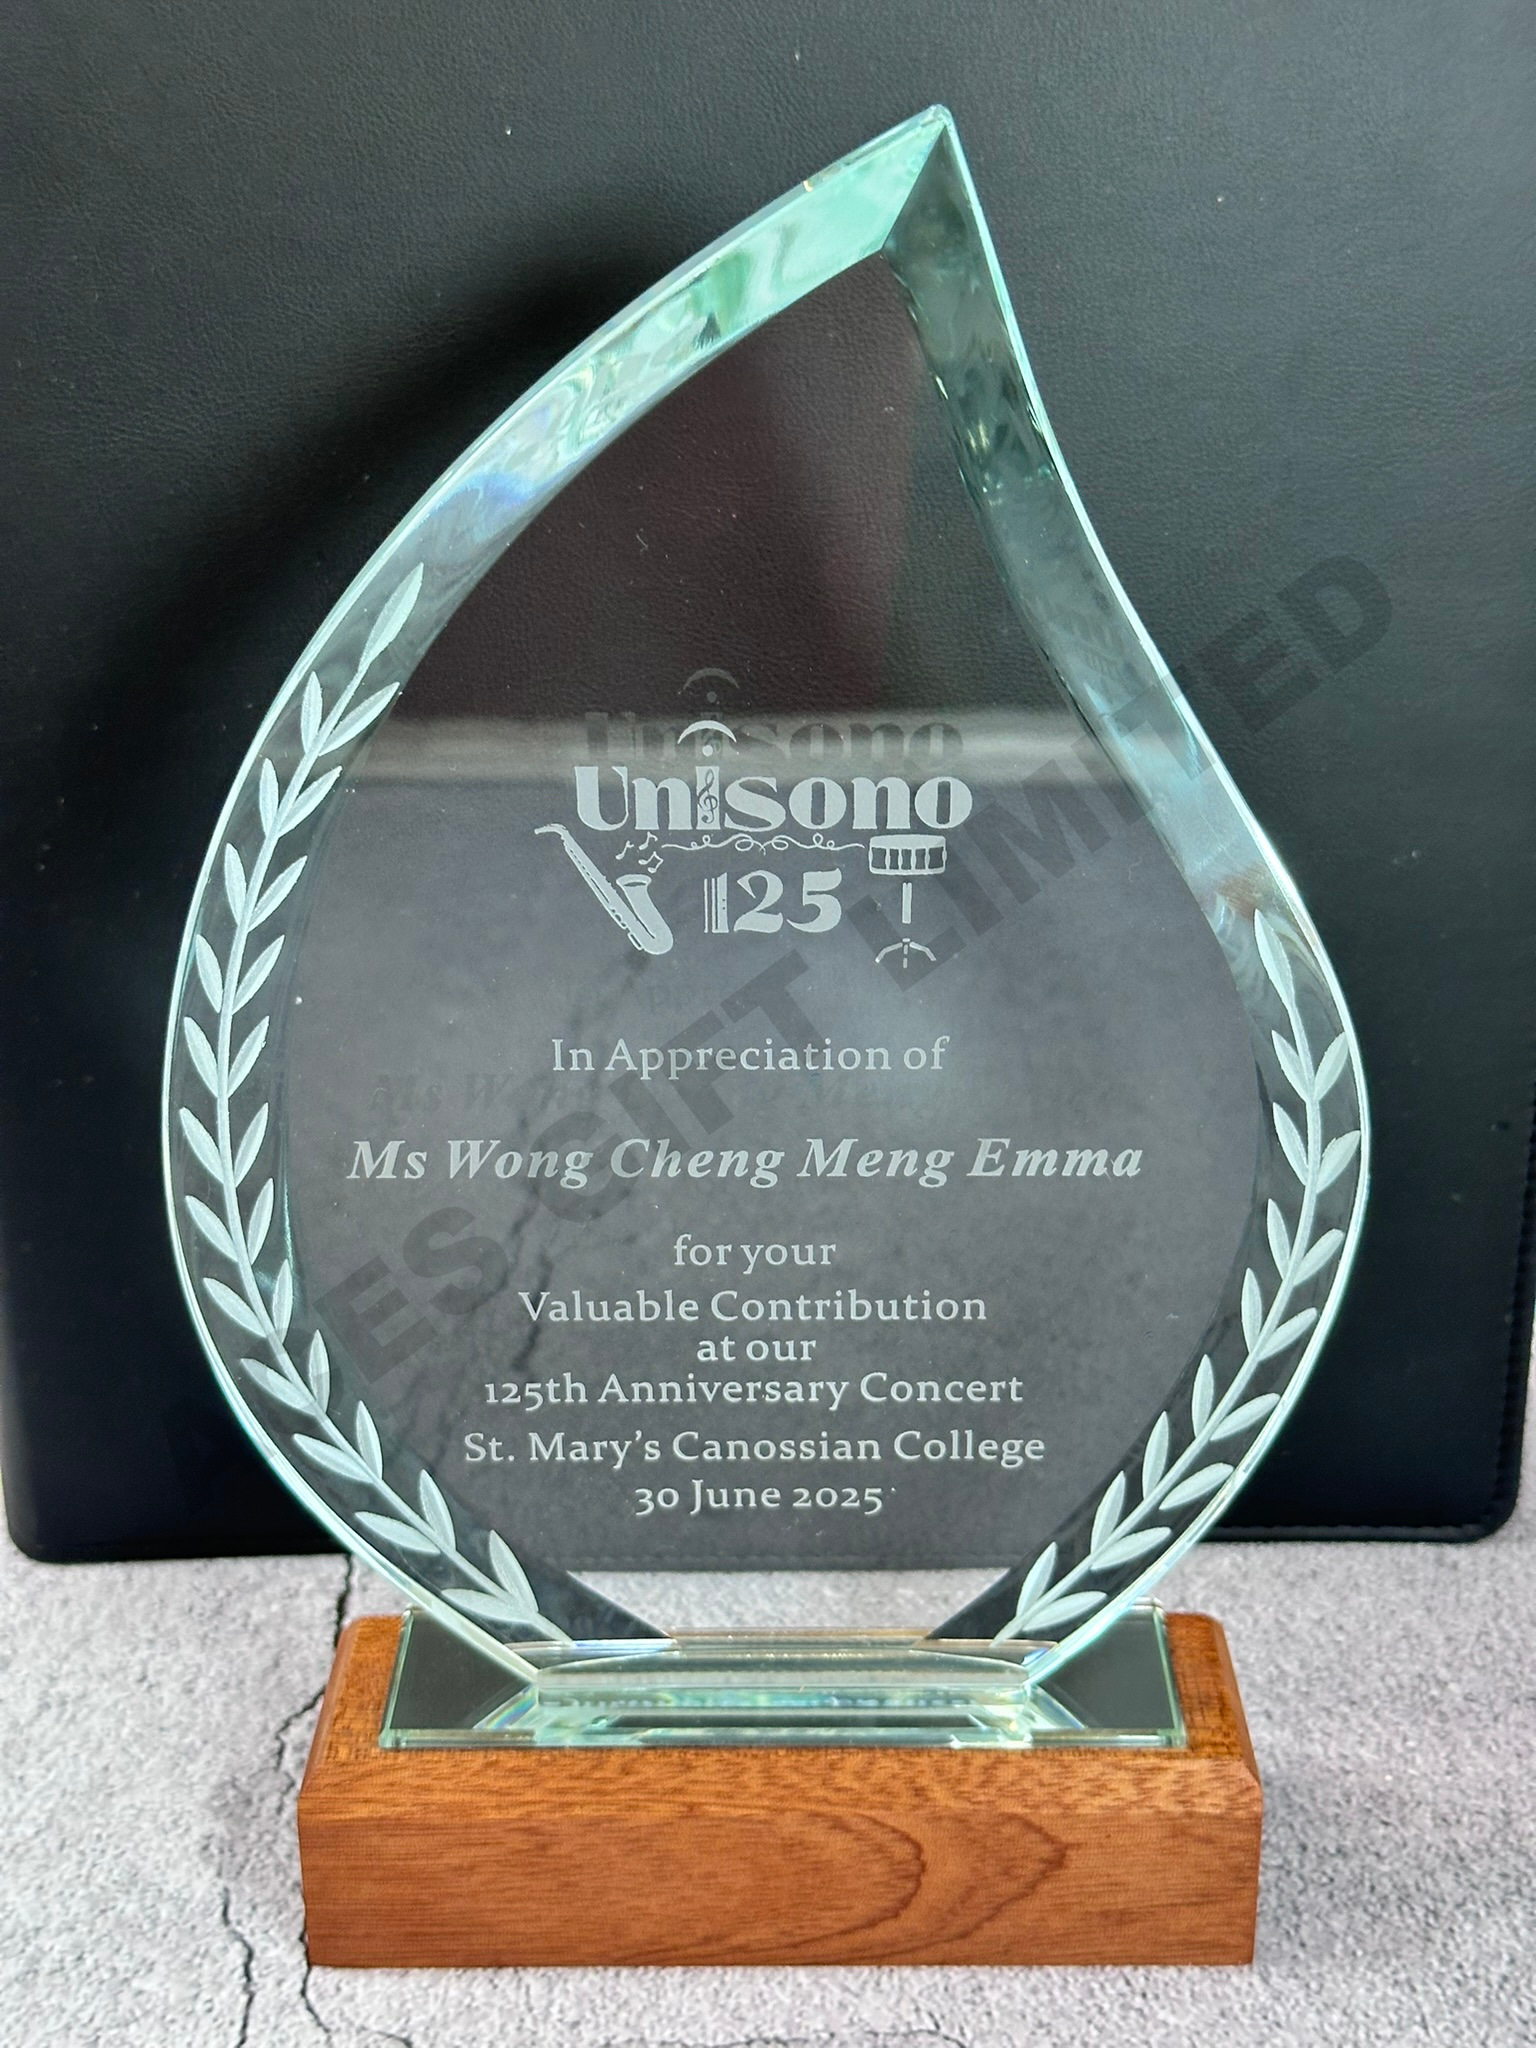 Unisono
125
In Appreciation of
Ms Wong Cheng Meng Emma
for your
Valuable Contribution
at our
125th Anniversary Concert
St. Mary's Canossian College
30 June 2025
GIFT LIMITED